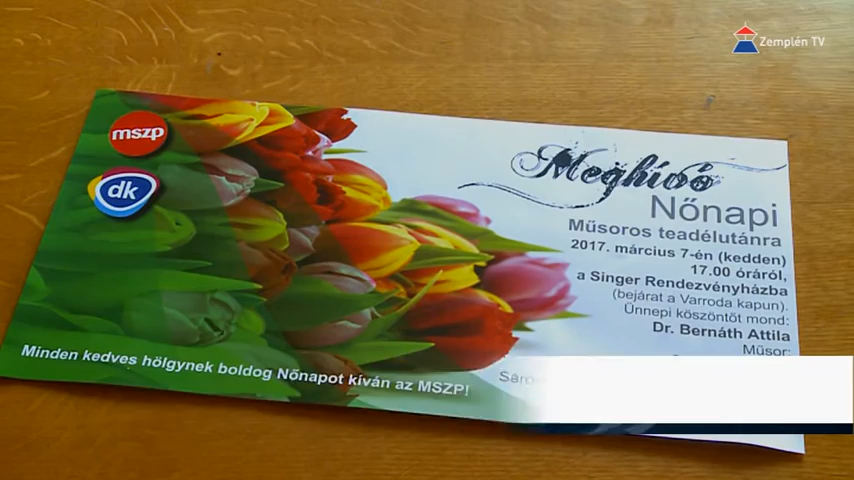 Zemplén TV
mszp
dk
Meghívó
Nőnapi
Műsoros teadélutánra
2017. március 7-én (kedden)
17.00 óráról,
a Singer Rendezvényházba
(bejárat a Varroda kapun).
Ünnepi köszöntőt mond:
Dr. Bernáth Attila
Műsor:
Minden kedves hölgynek boldog Nőnapot kíván az MSZP!